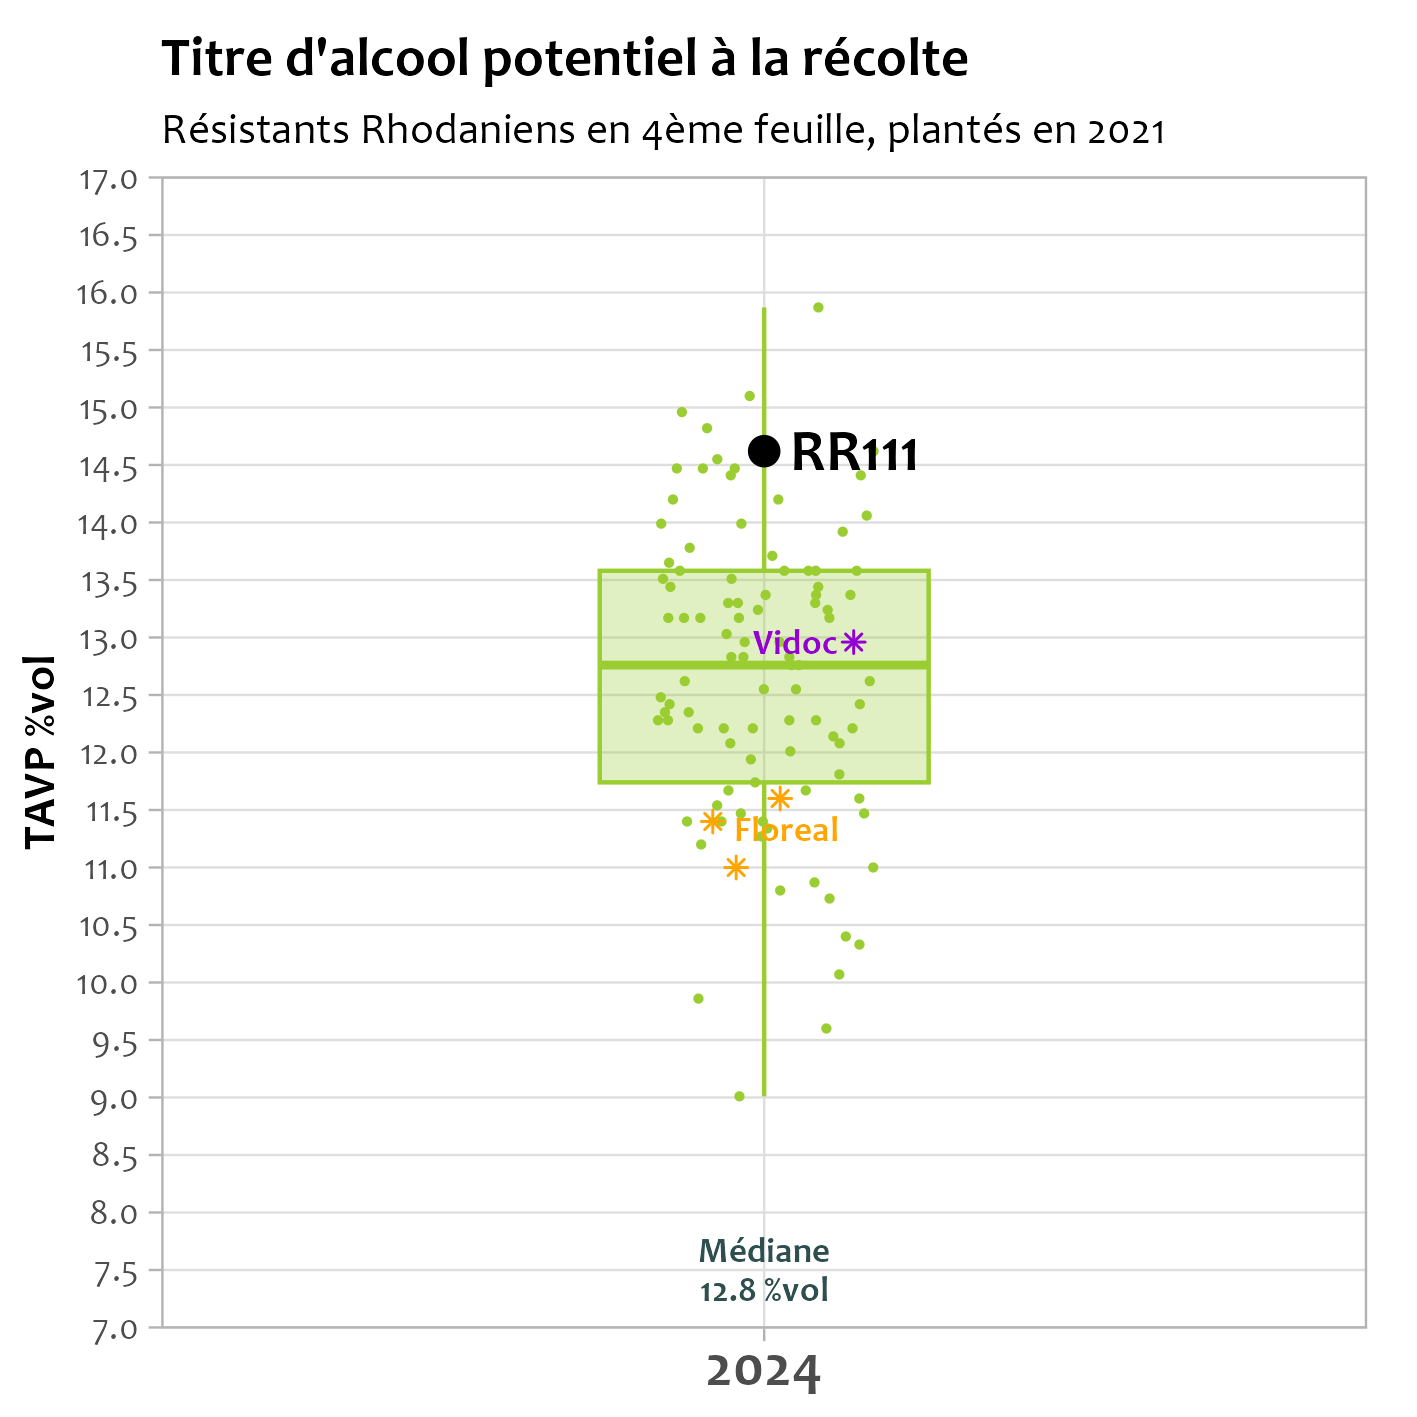 Titre d'alcool potentiel à la récolte
Résistants Rhodaniens en 4ème feuille, plantés en 2021
TAVP %vol
17.0
16.5
16.0
15.5
15.0
14.5
14.0
13.5
13.0
12.5
12.0
11.5
11.0
10.5
10.0
9.5
9.0
8.5
8.0
7.5
7.0
RR111
Vidoc
Floreal
Médiane
12.8 %vol
2024